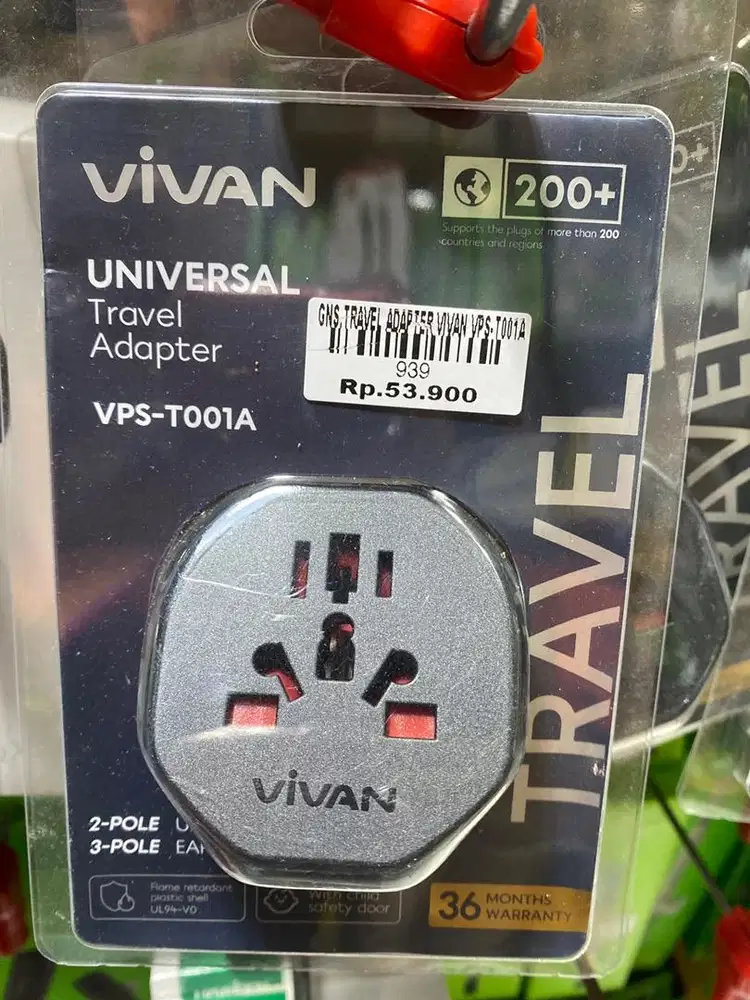 ViVAN
200+
Supports the plugs of more than 200
countries and regions
UNIVERSAL
Travel
Adapter
VPS-T001A
GNS.TRAVEL ADAPTER VIVAN VPS-T001A
939
Rp.53.900
TRAVEL
ViVAN
2-POLE
3-POLE
Flame retardant
plastic shell
UL94-V0
With child
safety door
36 MONTHS
WARRANTY